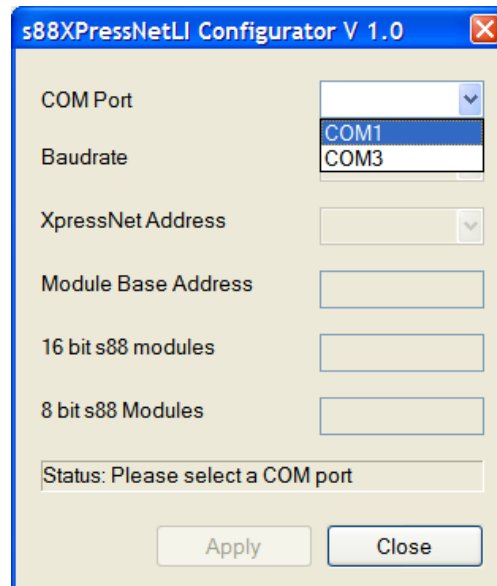 s88XPressNetLI Configurator V 1.0
COM Port
COM1
Baudrate
COM3
XpressNet Address
Module Base Address
16 bit s88 modules
8 bit s88 Modules
Status: Please select a COM port
Apply
Close